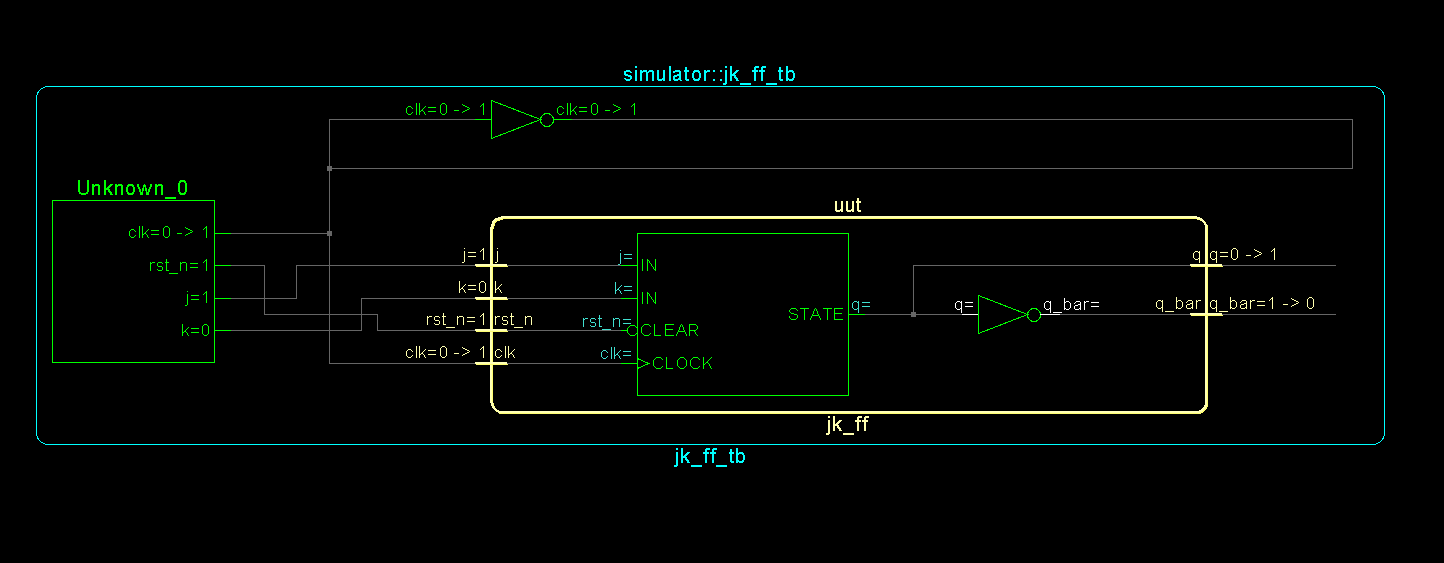 simulator::jk_ff_tb
clk=0 -> 1
clk=0 -> 1
Unknown_0
clk=0 -> 1
rst_n=1
j=1
k=0
uut
j=1 j
k=0 k
rst_n=1 rst_n
clk=0 -> 1 clk
j=
IN
k=
IN
rst_n=
CLEAR
clk=
CLOCK
STATE
q=
q=
q_bar=
q q=0 -> 1
q_bar q_bar=1 -> 0
jk_ff
jk_ff_tb